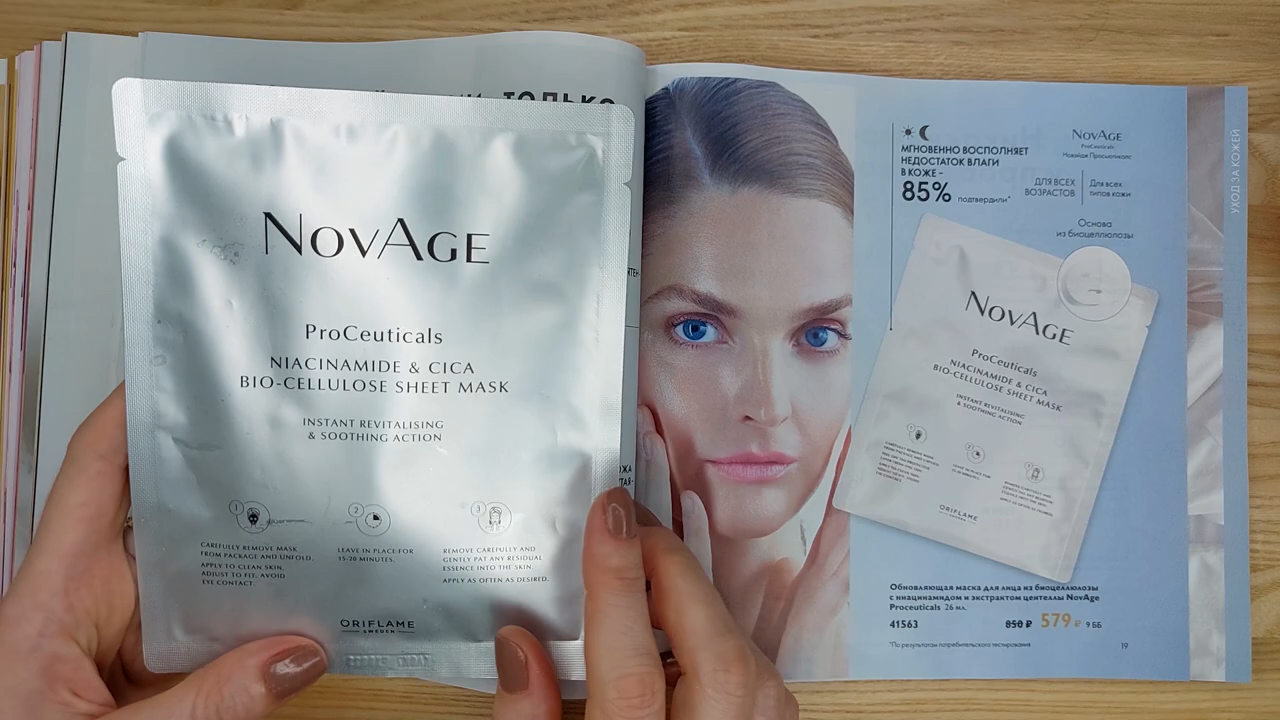 ТОЛЬКО
NOVAGE
ProCeuticals
NIACINAMIDE & CICA
BIO-CELLULOSE SHEET MASK
INSTANT REVITALISING
& SOOTHING ACTION
1
CAREFULLY REMOVE MASK
FROM PACKAGE AND UNFOLD.
APPLY TO CLEAN SKIN.
ADJUST TO FIT. AVOID
EYE CONTACT.
2
LEAVE IN PLACE FOR
15-20 MINUTES.
3
REMOVE CAREFULLY AND
GENTLY PAT ANY RESIDUAL
ESSENCE INTO THE SKIN.
APPLY AS OFTEN AS DESIRED.
ORIFLAME
SWEDEN
МГНОВЕННО ВОСПОЛНЯЕТ
НЕДОСТАТОК ВЛАГИ
В КОЖЕ –
85% подтвердили*
NOVAGE
ProCeuticals
Новэйдж Просьютикалс
ДЛЯ ВСЕХ
ВОЗРАСТОВ
Для всех
типов кожи
Основа
из биоцеллюлозы
NOVAGE
ProCeuticals
NIACINAMIDE & CICA
BIO-CELLULOSE SHEET MASK
INSTANT REVITALISING
& SOOTHING ACTION
ORIFLAME
Обновляющая маска для лица из биоцеллюлозы
с ниацинамидом и экстрактом центеллы NovAge
Proceuticals 26 мл.
41563 850 ₽ 579 ₽ 9 ББ
*По результатам потребительского тестирования
19
УХОД ЗА КОЖЕЙ